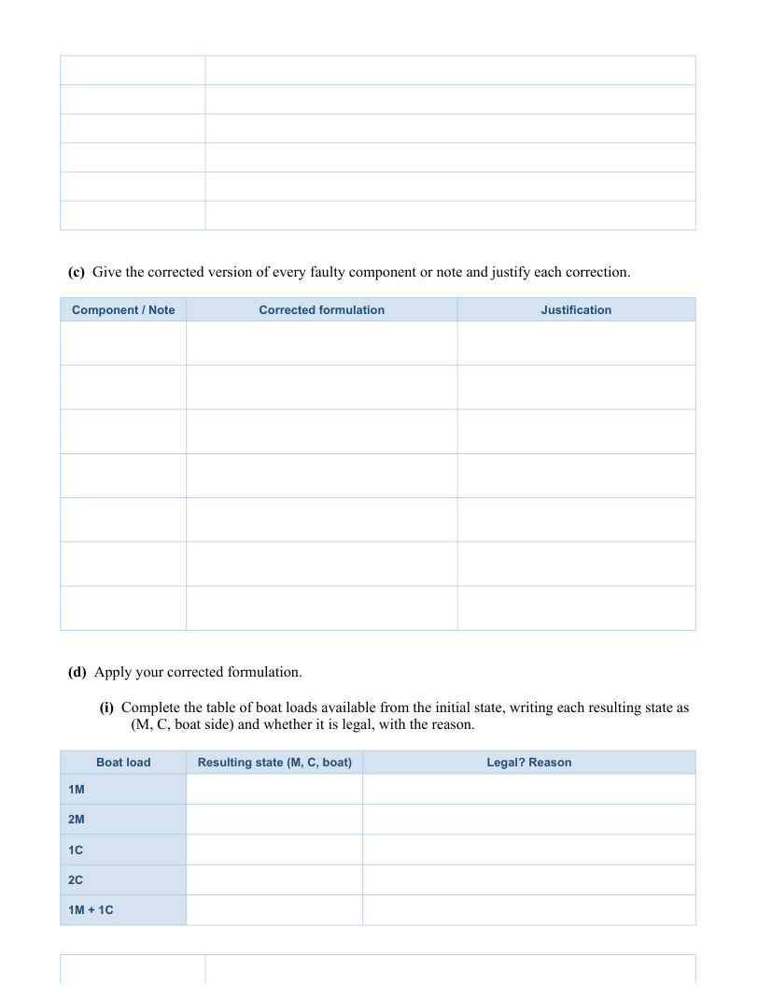 (c) Give the corrected version of every faulty component or note and justify each correction.
Component / Note Corrected formulation Justification
(d) Apply your corrected formulation.
(i) Complete the table of boat loads available from the initial state, writing each resulting state as
(M, C, boat side) and whether it is legal, with the reason.
Boat load Resulting state (M, C, boat) Legal? Reason
1M
2M
1C
2C
1M + 1C